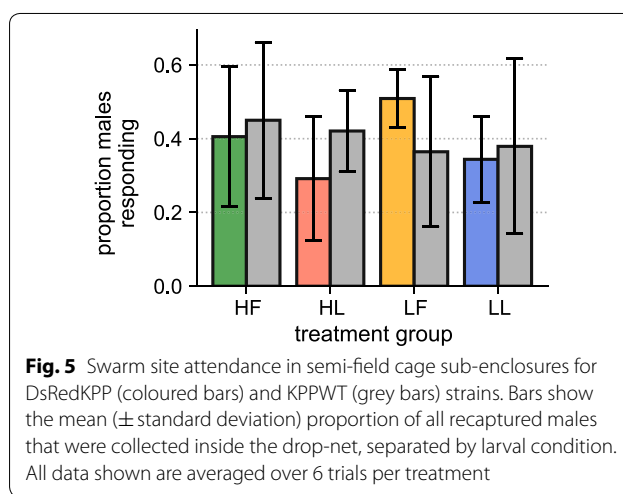 proportion males
responding
0.6
0.4
0.2
0.0
HF HL LF LL
treatment group
Fig. 5 Swarm site attendance in semi-field cage sub-enclosures for
DsRedKPP (coloured bars) and KPPWT (grey bars) strains. Bars show
the mean (± standard deviation) proportion of all recaptured males
that were collected inside the drop-net, separated by larval condition.
All data shown are averaged over 6 trials per treatment